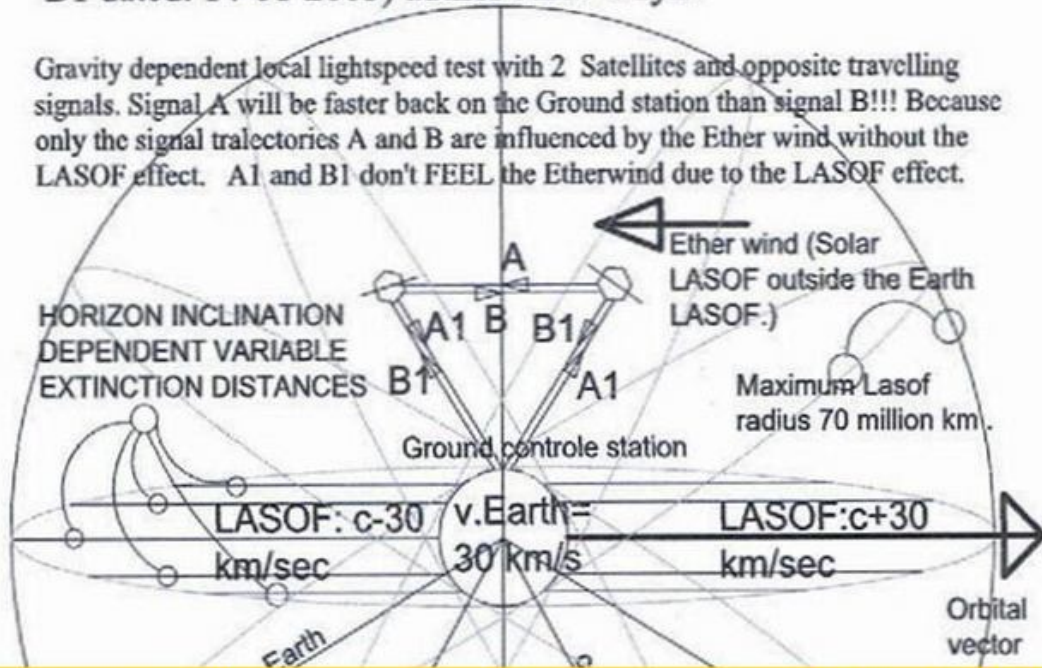 Gravity dependent local lightspeed test with 2 Satellites and opposite travelling
signals. Signal A will be faster back on the Ground station than signal B!!! Because
only the signal tralectories A and B are influenced by the Ether wind without the
LASOF effect. A1 and B1 don't FEEL the Etherwind due to the LASOF effect.
Ether wind (Solar
LASOF outside the Earth
LASOF.)
A
A1 B B1
B1 A1
HORIZON INCLINATION
DEPENDENT VARIABLE
EXTINCTION DISTANCES
Maximum Lasof
radius 70 million km.
Ground controle station
LASOF: c-30
km/sec
v.Earth=
30 km/s
LASOF:c+30
km/sec
Orbital
vector
Earth